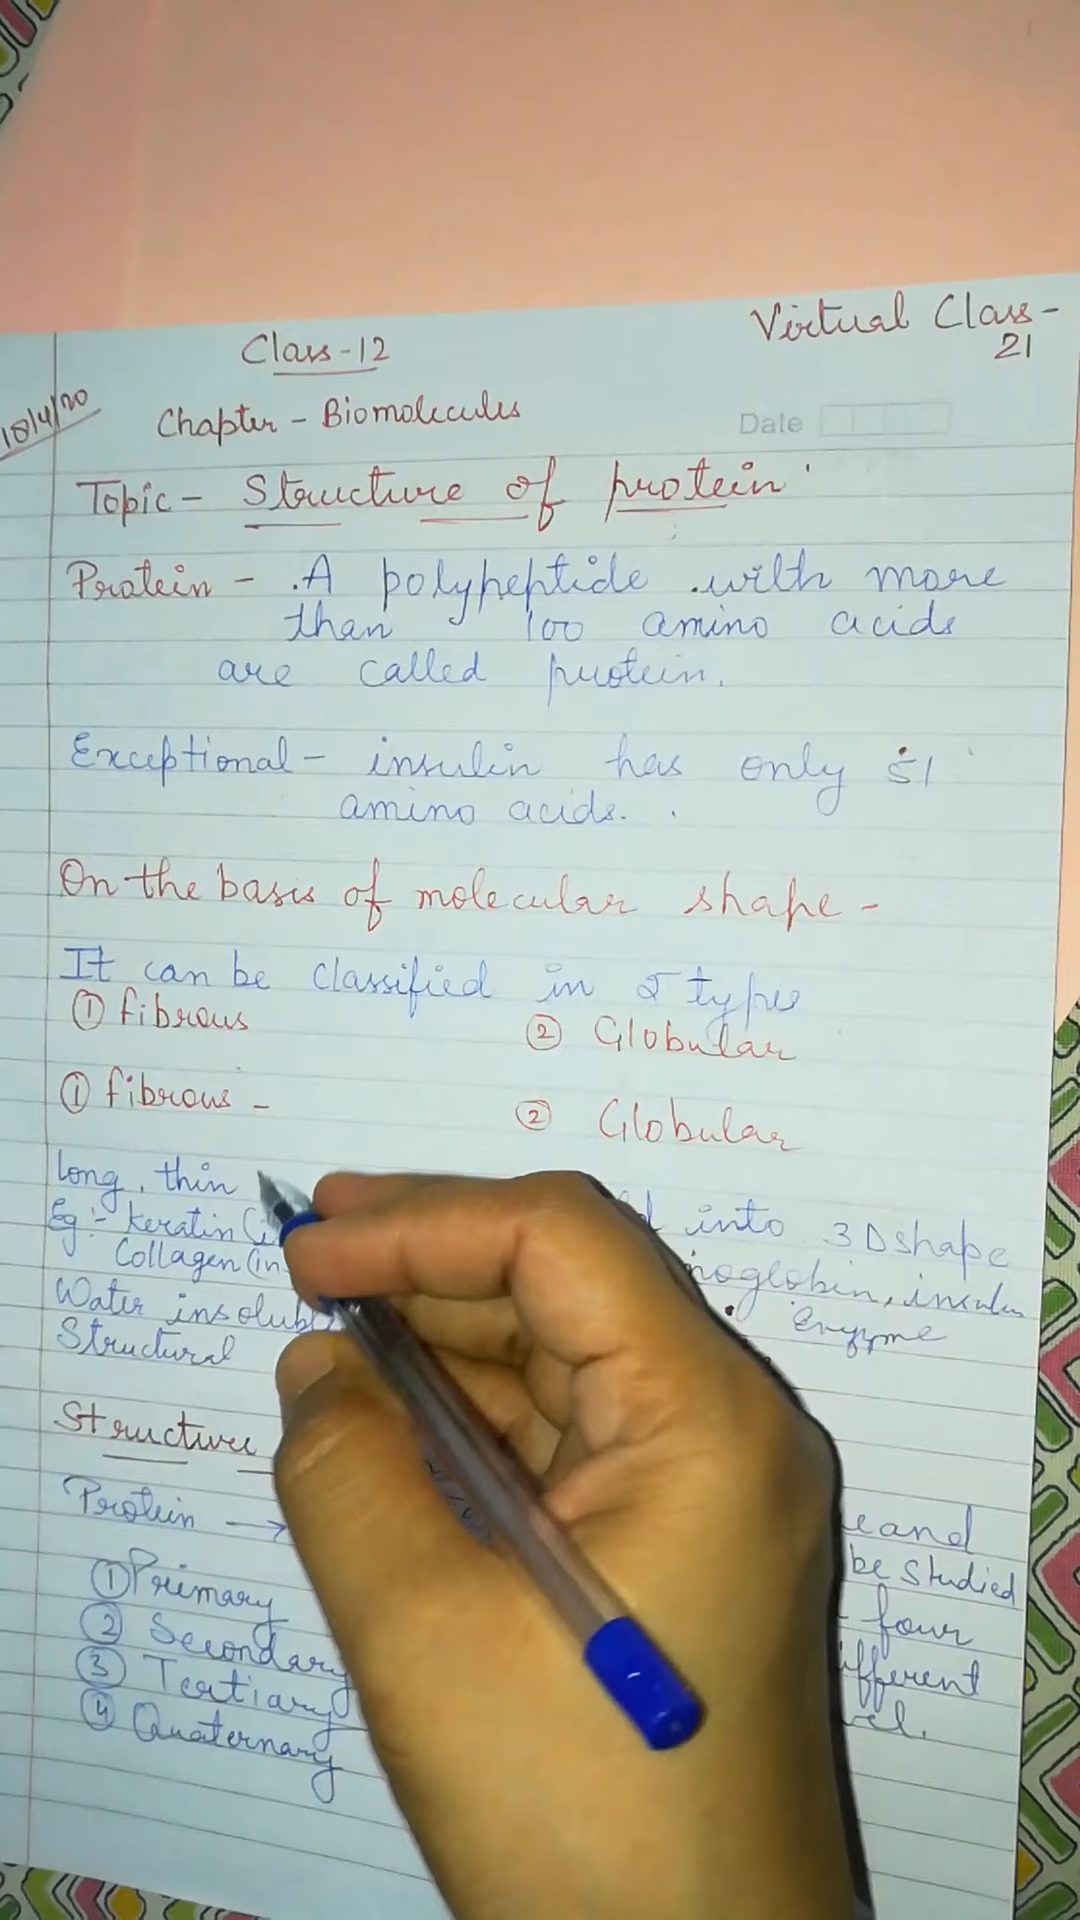 Virtual Class-
21
Class-12
18/4/20
Chapter - Biomolecules
Date
Topic - Structure of protein
Protein - A polypeptide with more
than 100 amino acids
are called protein.
Exceptional - insulin has only 51
amino acids.
On the basis of molecular shape -
It can be classified in 2 types
① fibrous ② Globular
① fibrous - ② Globular
long, thin into 3D shape
Eg:- Keratin insulin
Collagen (in Enzyme
Water
Structural
Structure
Protein → and
be studied
① Primary four
② Secondary
③ Tertiary
④ Quaternary